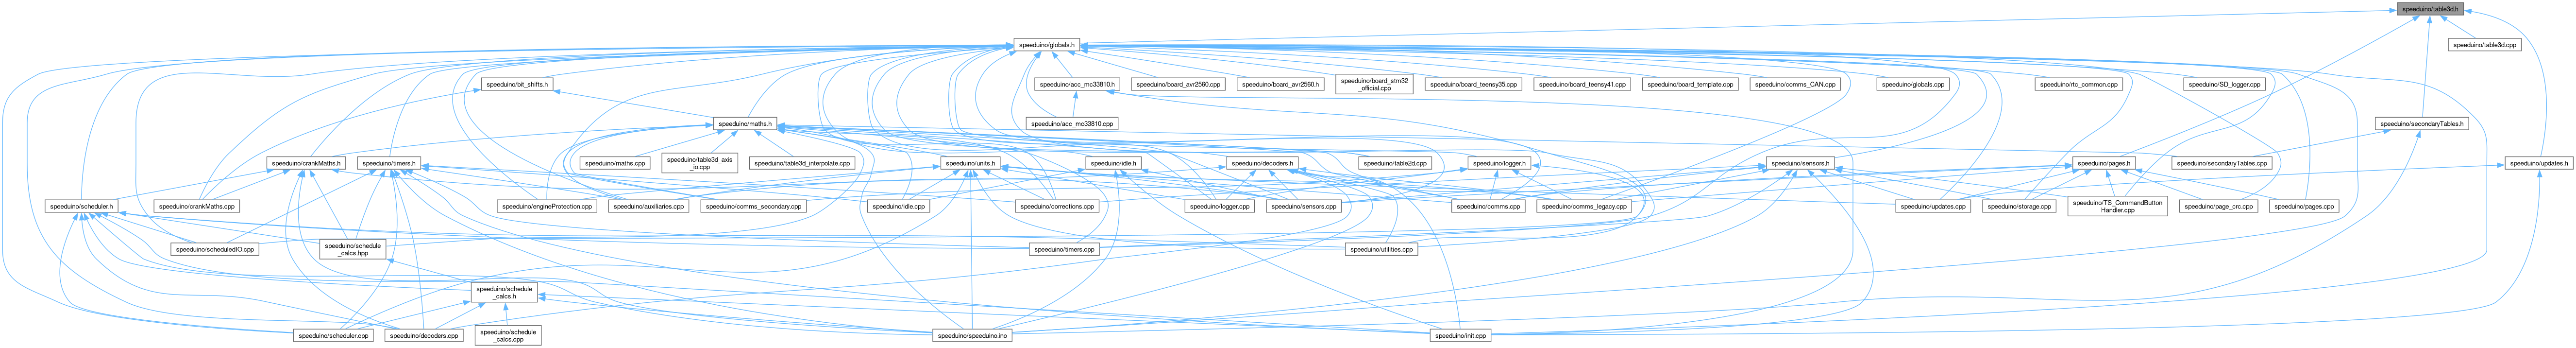 speeduino/table3d.h
speeduino/globals.h
speeduino/table3d.cpp
speeduino/bit_shifts.h
speeduino/acc_mc33810.h
speeduino/board_avr2560.cpp
speeduino/board_avr2560.h
speeduino/board_stm32
_official.cpp
speeduino/board_teensy35.cpp
speeduino/board_teensy41.cpp
speeduino/board_template.cpp
speeduino/comms_CAN.cpp
speeduino/globals.cpp
speeduino/rtc_common.cpp
speeduino/SD_logger.cpp
speeduino/maths.h
speeduino/acc_mc33810.cpp
speeduino/secondaryTables.h
speeduino/crankMaths.h
speeduino/timers.h
speeduino/maths.cpp
speeduino/table3d_axis
_io.cpp
speeduino/table3d_interpolate.cpp
speeduino/units.h
speeduino/idle.h
speeduino/decoders.h
speeduino/table2d.cpp
speeduino/logger.h
speeduino/sensors.h
speeduino/pages.h
speeduino/secondaryTables.cpp
speeduino/updates.h
speeduino/scheduler.h
speeduino/crankMaths.cpp
speeduino/engineProtection.cpp
speeduino/auxiliaries.cpp
speeduino/comms_secondary.cpp
speeduino/idle.cpp
speeduino/corrections.cpp
speeduino/logger.cpp
speeduino/sensors.cpp
speeduino/comms.cpp
speeduino/comms_legacy.cpp
speeduino/updates.cpp
speeduino/storage.cpp
speeduino/TS_CommandButton
Handler.cpp
speeduino/page_crc.cpp
speeduino/pages.cpp
speeduino/scheduledIO.cpp
speeduino/schedule
_calcs.hpp
speeduino/timers.cpp
speeduino/utilities.cpp
speeduino/schedule
_calcs.h
speeduino/scheduler.cpp
speeduino/decoders.cpp
speeduino/schedule
_calcs.cpp
speeduino/speeduino.ino
speeduino/init.cpp